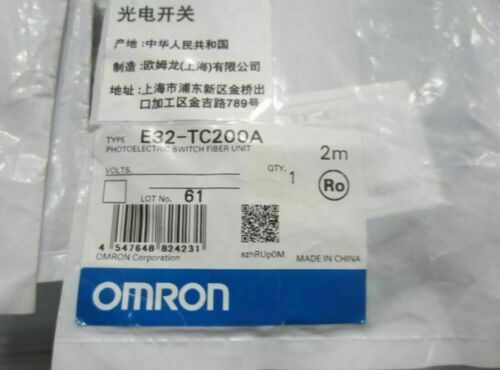 光电开关
产地：中华人民共和国
制造：欧姆龙(上海)有限公司
地址：上海市浦东新区金桥出
口加工区金吉路789号
TYPE E32-TC200A
PHOTOELECTRIC SWITCH FIBER UNIT
2m
VOLTS.
QTY. 1
Ro
LOT No. 61
4 547648 824231
szhRUp0M
OMRON Corporation
MADE IN CHINA
OMRON